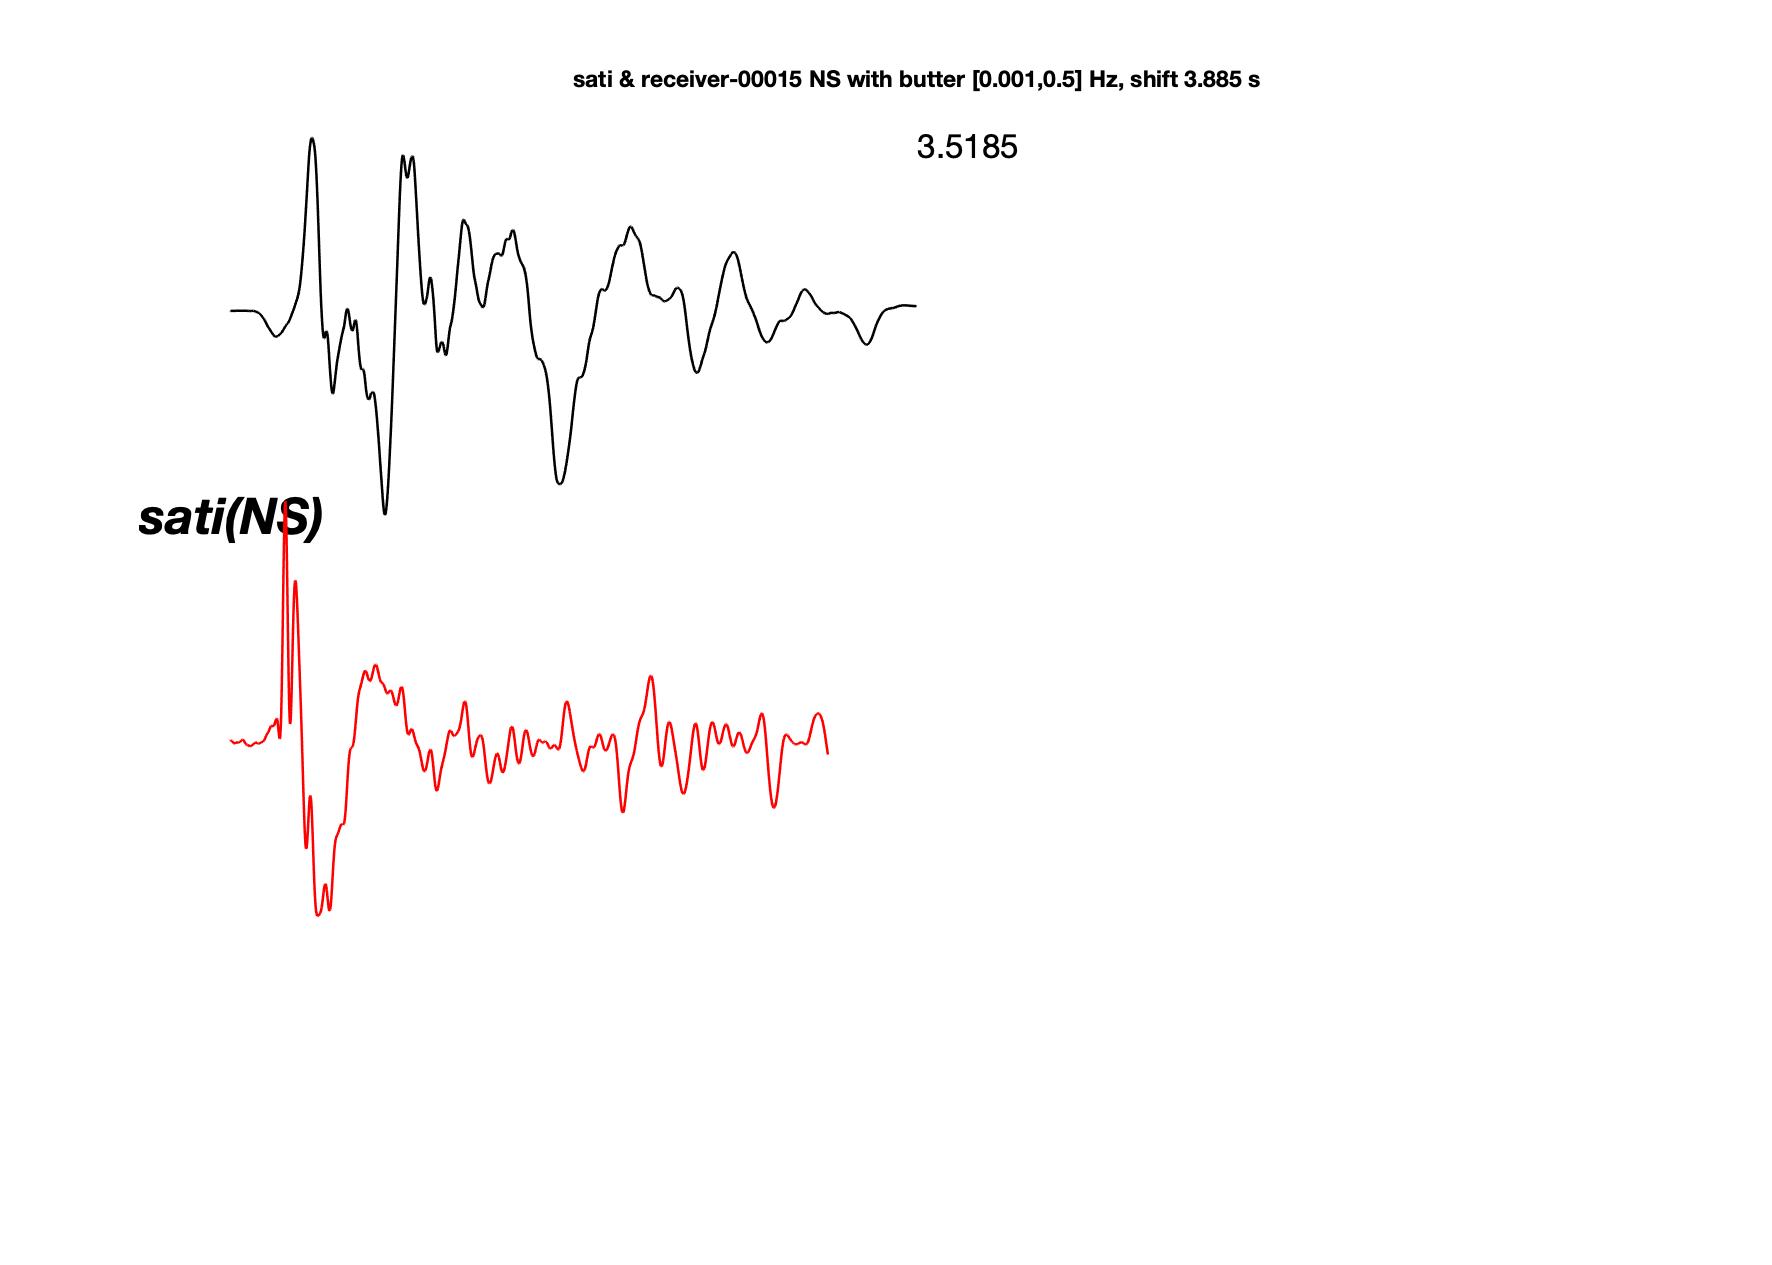 sati & receiver-00015 NS with butter [0.001,0.5] Hz, shift 3.885 s
3.5185
sati(NS)